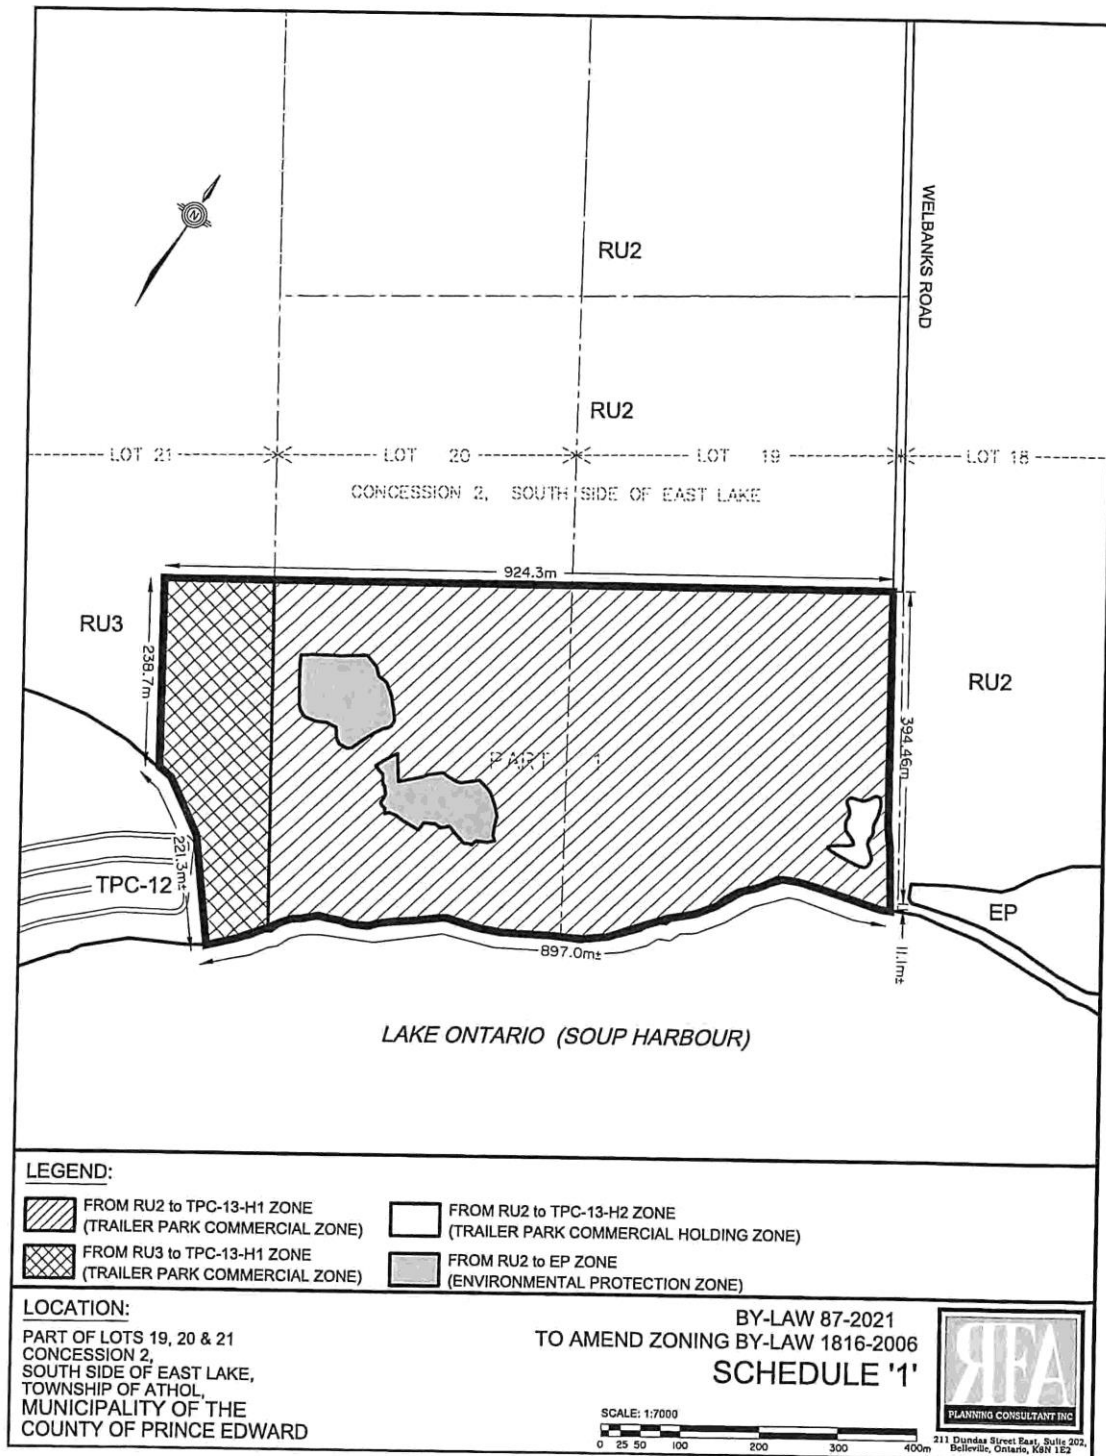 N
RU2
WELBANKS ROAD
RU2
LOT 21
LOT 20
LOT 19
LOT 18
CONCESSION 2, SOUTH SIDE OF EAST LAKE
924.3m
RU3
238.7m
RU2
394.46m
PART 1
221.3m±
TPC-12
EP
897.0m±
11.1m±
LAKE ONTARIO (SOUP HARBOUR)
LEGEND:
FROM RU2 to TPC-13-H1 ZONE
(TRAILER PARK COMMERCIAL ZONE)
FROM RU3 to TPC-13-H1 ZONE
(TRAILER PARK COMMERCIAL ZONE)
FROM RU2 to TPC-13-H2 ZONE
(TRAILER PARK COMMERCIAL HOLDING ZONE)
FROM RU2 to EP ZONE
(ENVIRONMENTAL PROTECTION ZONE)
LOCATION:
PART OF LOTS 19, 20 & 21
CONCESSION 2,
SOUTH SIDE OF EAST LAKE,
TOWNSHIP OF ATHOL,
MUNICIPALITY OF THE
COUNTY OF PRINCE EDWARD
BY-LAW 87-2021
TO AMEND ZONING BY-LAW 1816-2006
SCHEDULE '1'
SCALE: 1:7000
0 25 50 100 200 300 400m
RFA
PLANNING CONSULTANT INC
211 Dundas Street East, Suite 202,
Belleville, Ontario, K8N 1E2